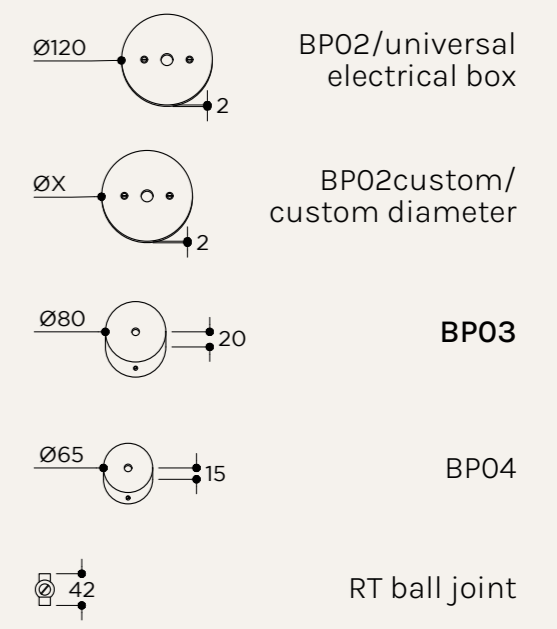 Ø120
2
BP02/universal
electrical box
ØX
2
BP02custom/
custom diameter
Ø80
20
BP03
Ø65
15
BP04
42
RT ball joint